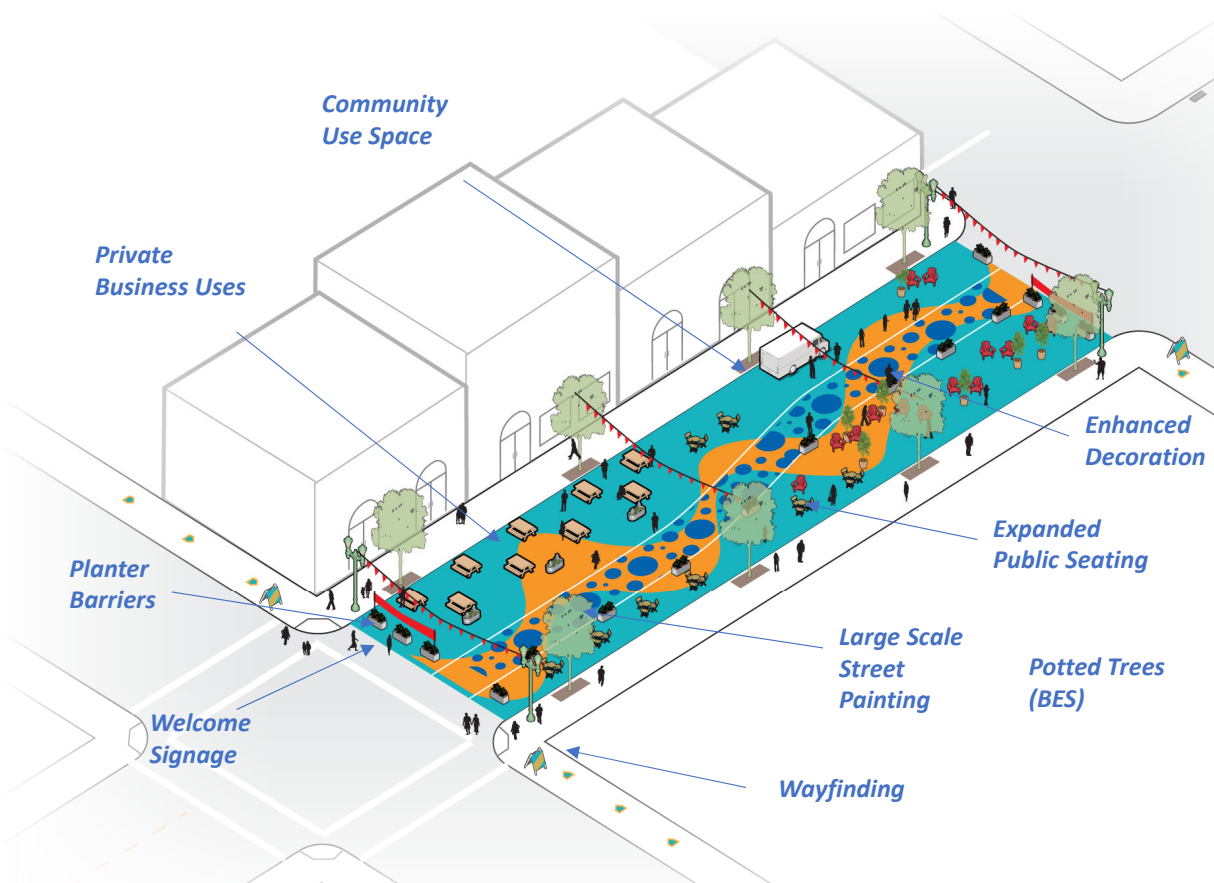 Community
Use Space
Private
Business Uses
Enhanced
Decoration
Expanded
Public Seating
Planter
Barriers
Large Scale
Street
Painting
Potted Trees
(BES)
Welcome
Signage
Wayfinding